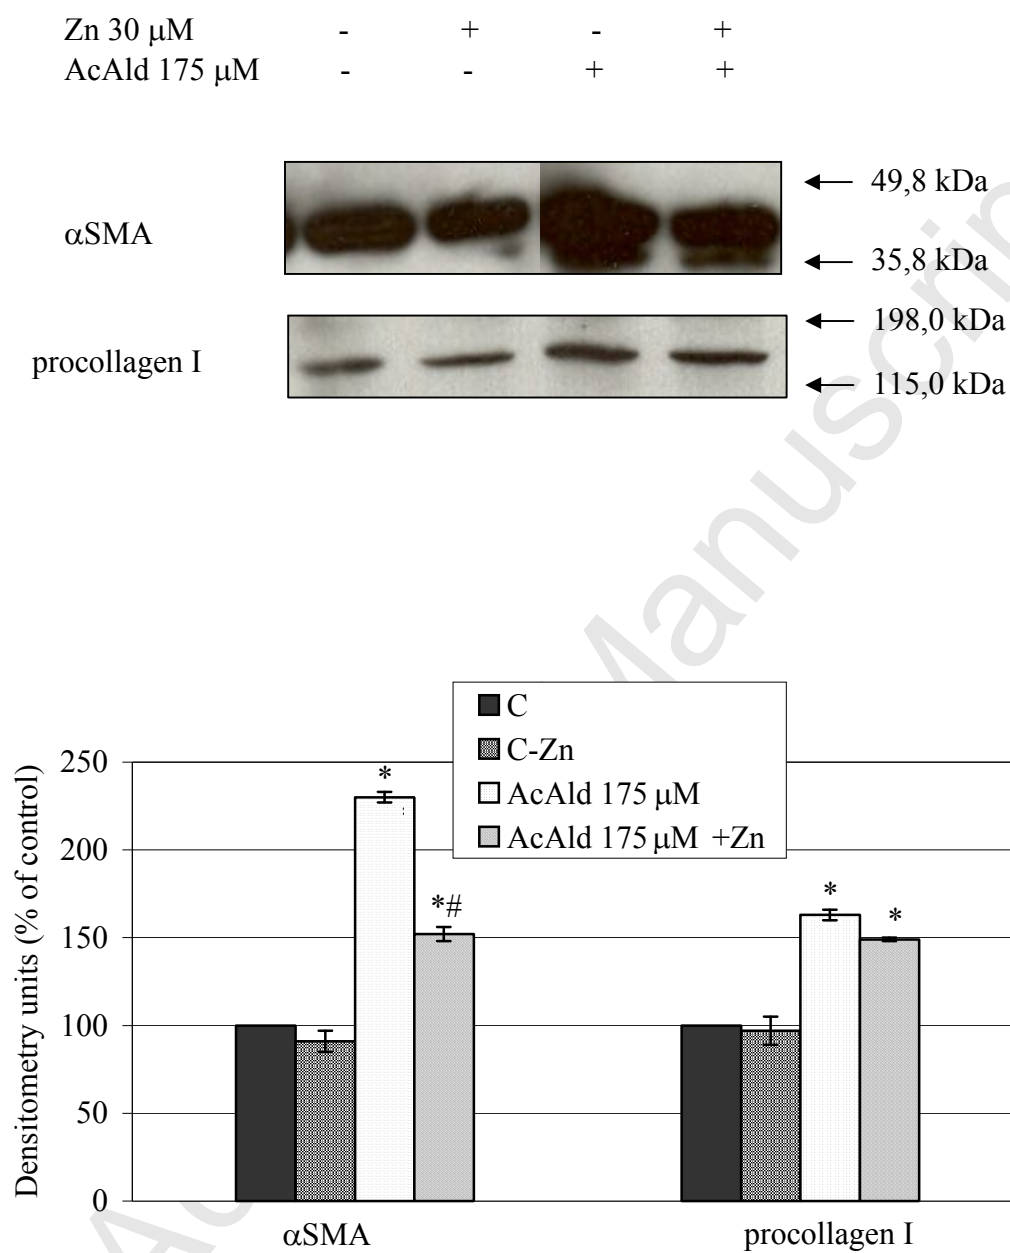 Zn 30 μM - + - +
AcAld 175 μM - - + +
49,8 kDa
αSMA
35,8 kDa
198,0 kDa
procollagen I
115,0 kDa
C
C-Zn
AcAld 175 μM
AcAld 175 μM +Zn
Densitometry units (% of control)
250
200
150
100
50
0
*
*#
*
*
αSMA
procollagen I